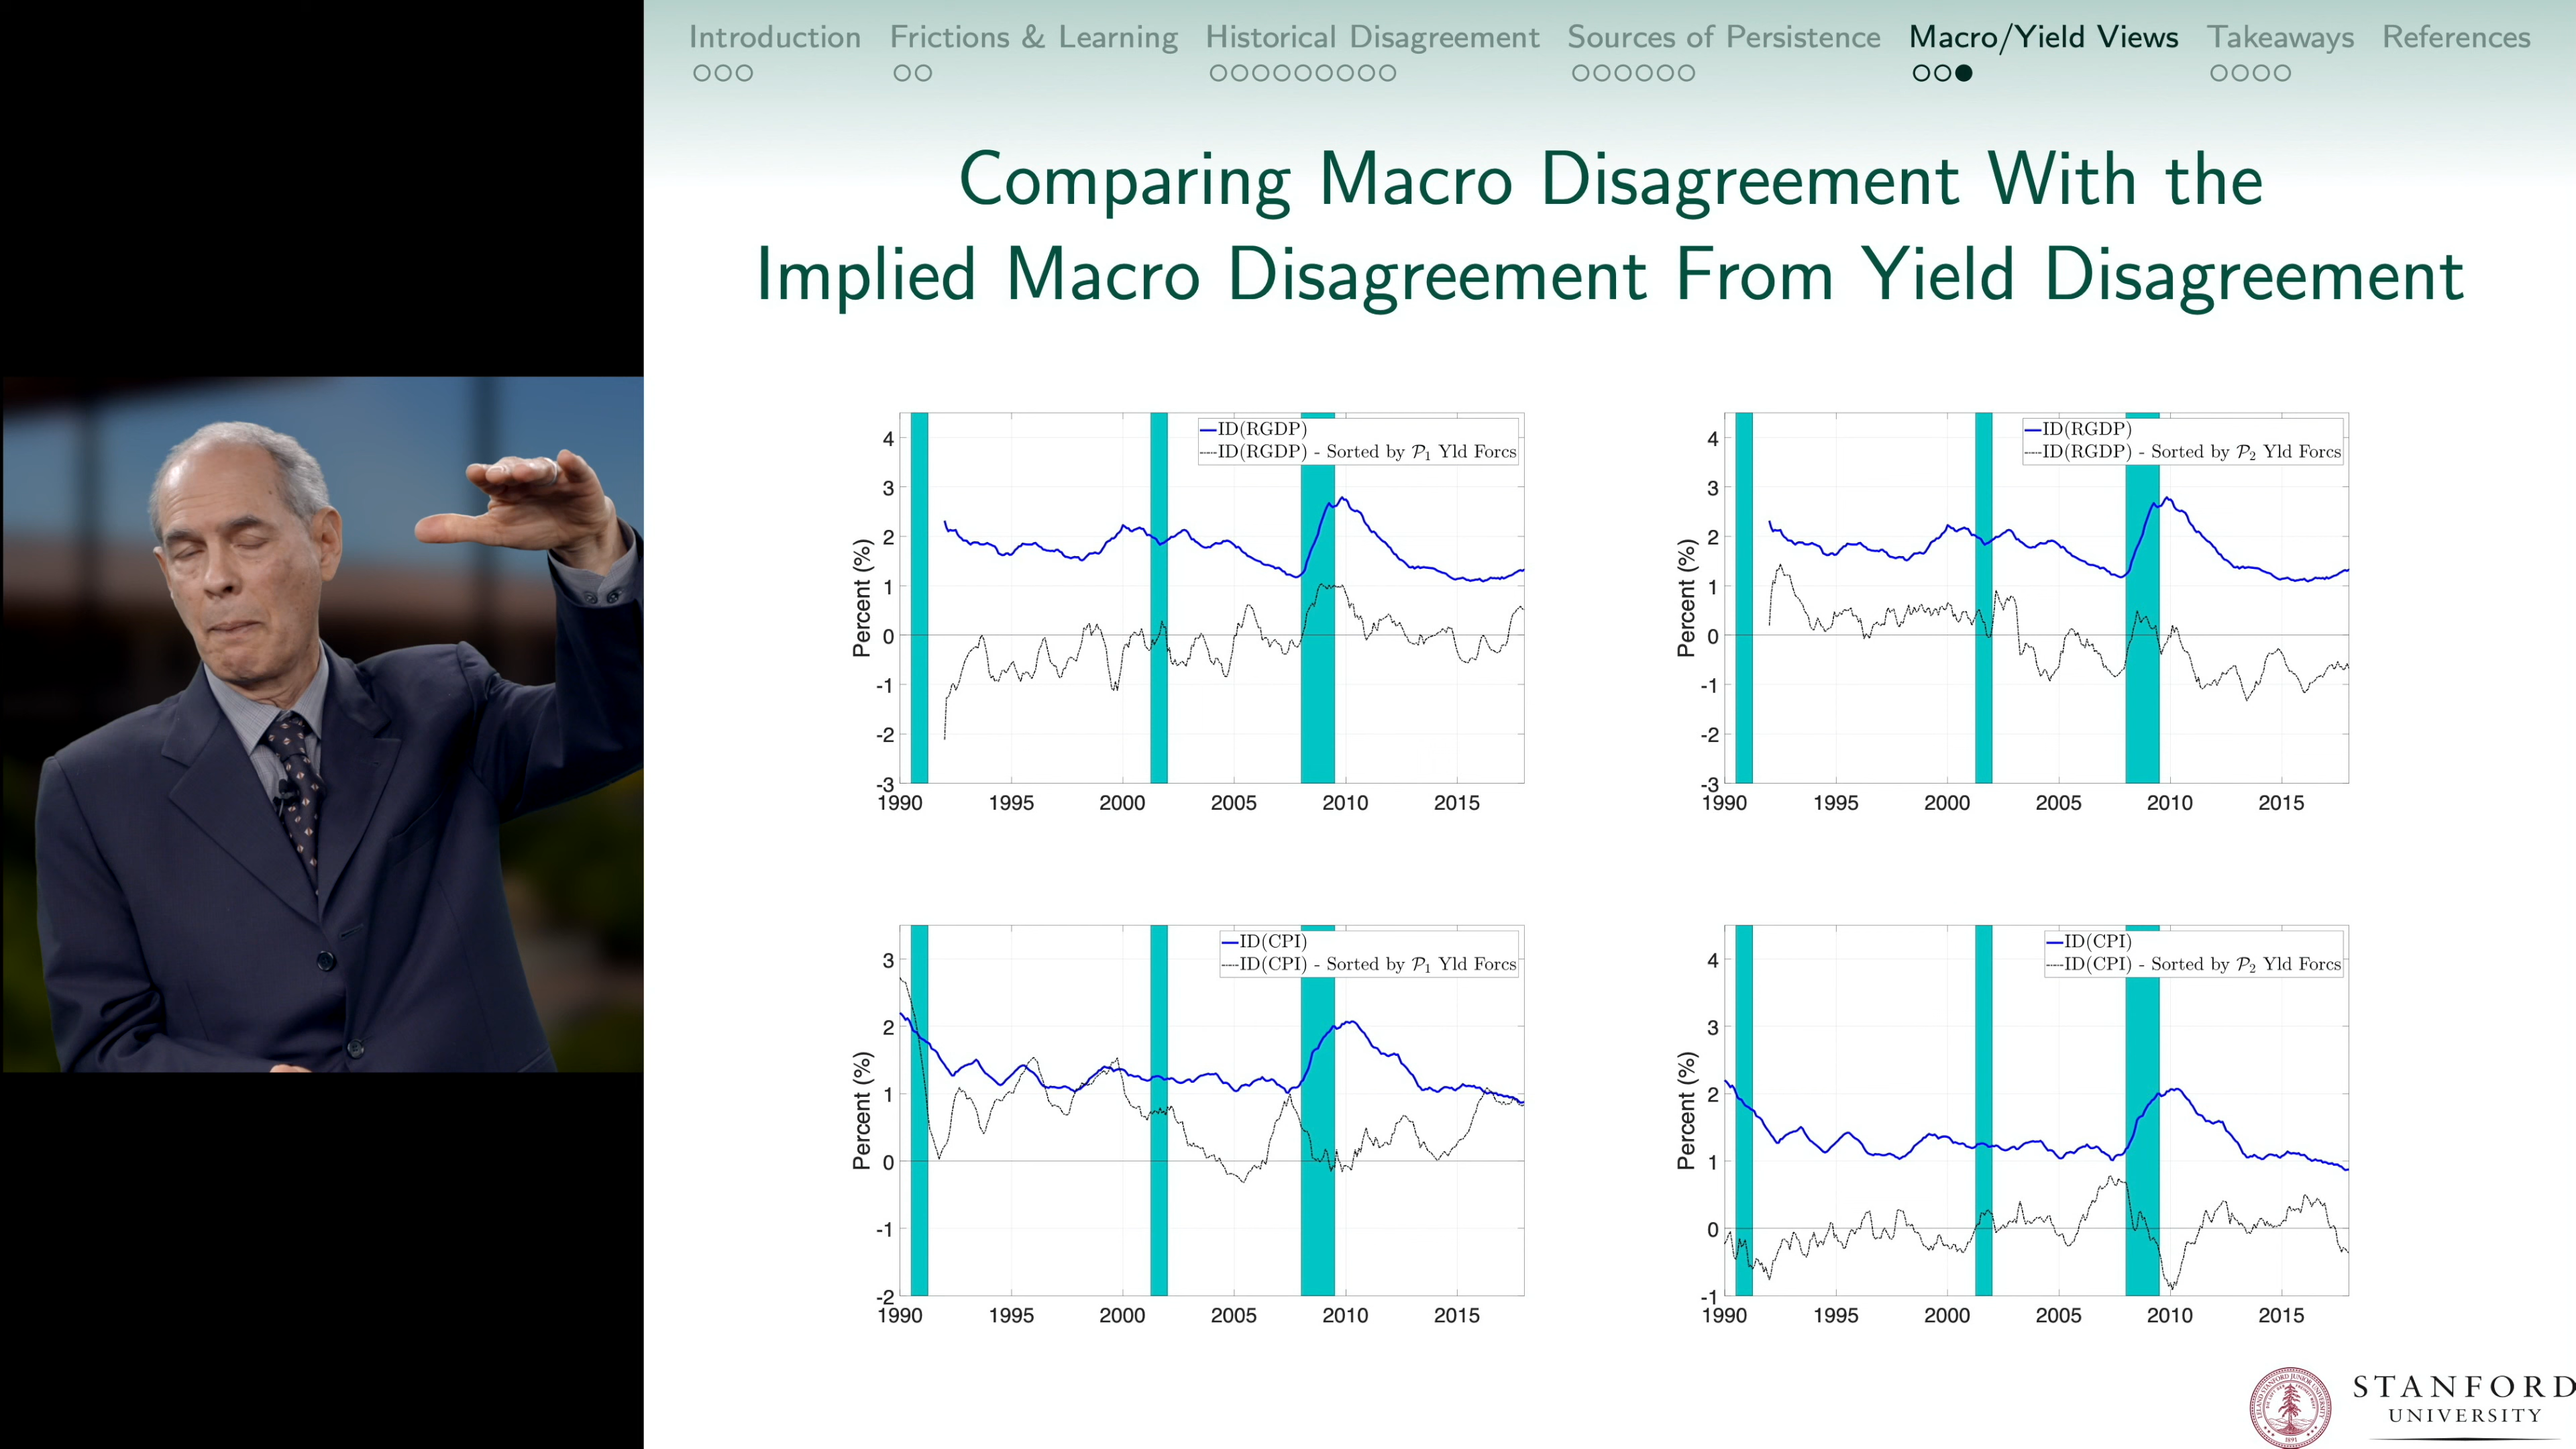 Introduction Frictions & Learning Historical Disagreement Sources of Persistence Macro/Yield Views Takeaways References
Comparing Macro Disagreement With the
Implied Macro Disagreement From Yield Disagreement
ID(RGDP)
ID(RGDP) - Sorted by 𝒫₁ Yld Forcs
Percent (%)
4
3
2
1
0
-1
-2
-3
1990 1995 2000 2005 2010 2015
ID(RGDP)
ID(RGDP) - Sorted by 𝒫₂ Yld Forcs
Percent (%)
4
3
2
1
0
-1
-2
-3
1990 1995 2000 2005 2010 2015
ID(CPI)
ID(CPI) - Sorted by 𝒫₁ Yld Forcs
Percent (%)
3
2
1
0
-1
-2
1990 1995 2000 2005 2010 2015
ID(CPI)
ID(CPI) - Sorted by 𝒫₂ Yld Forcs
Percent (%)
4
3
2
1
0
-1
1990 1995 2000 2005 2010 2015
STANFORD
UNIVERSITY